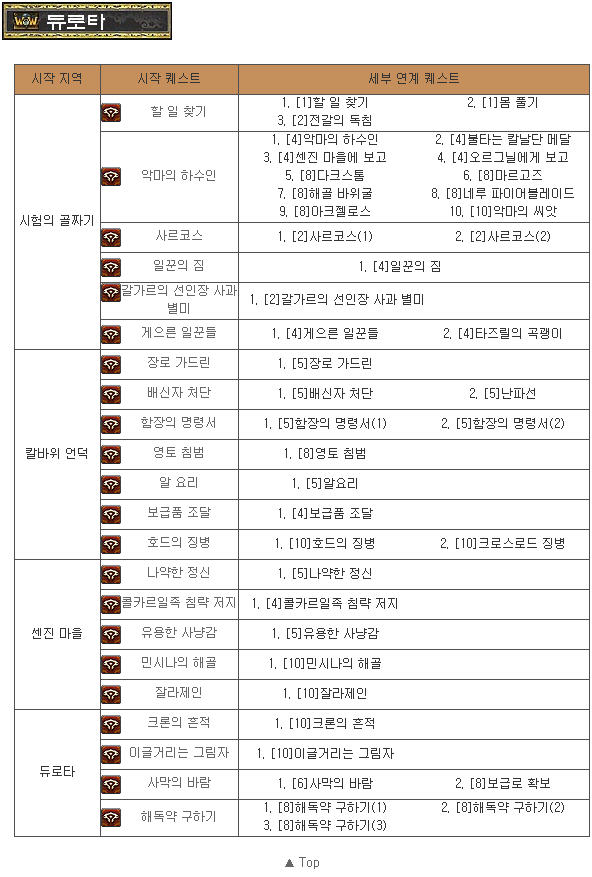 WOW 듀로타
시작 지역 시작 퀘스트 세부 연계 퀘스트
시험의 골짜기
할 일 찾기
1. [1]할 일 찾기 2. [1]몸 풀기
3. [2]전갈의 독침
악마의 하수인
1. [4]악마의 하수인 2. [4]불타는 칼날단 메달
3. [4]센진 마을에 보고 4. [4]오르그닐에게 보고
5. [8]다크스톰 6. [8]마르고즈
7. [8]해골 바위굴 8. [8]네루 파이어블레이드
9. [8]아크젤로스 10. [10]악마의 씨앗
사르코스 1. [2]사르코스(1) 2. [2]사르코스(2)
일꾼의 짐 1. [4]일꾼의 짐
갈가르의 선인장 사과
별미
1. [2]갈가르의 선인장 사과 별미
게으른 일꾼들 1. [4]게으른 일꾼들 2. [4]타즈릴의 곡괭이
칼바위 언덕
장로 가드린 1. [5]장로 가드린
배신자 처단 1. [5]배신자 처단 2. [5]난파선
함장의 명령서 1. [5]함장의 명령서(1) 2. [5]함장의 명령서(2)
영토 침범 1. [8]영토 침범
알 요리 1. [5]알요리
보급품 조달 1. [4]보급품 조달
호드의 징병 1. [10]호드의 징병 2. [10]크로스로드 징병
센진 마을
나약한 정신 1. [5]나약한 정신
콜카르일족 침략 저지 1. [4]콜카르일족 침략 저지
유용한 사냥감 1. [5]유용한 사냥감
민시나의 해골 1. [10]민시나의 해골
잘라제인 1. [10]잘라제인
듀로타
크론의 흔적 1. [10]크론의 흔적
이글거리는 그림자 1. [10]이글거리는 그림자
사막의 바람 1. [6]사막의 바람 2. [8]보급로 확보
해독약 구하기
1. [8]해독약 구하기(1) 2. [8]해독약 구하기(2)
3. [8]해독약 구하기(3)
▲ Top